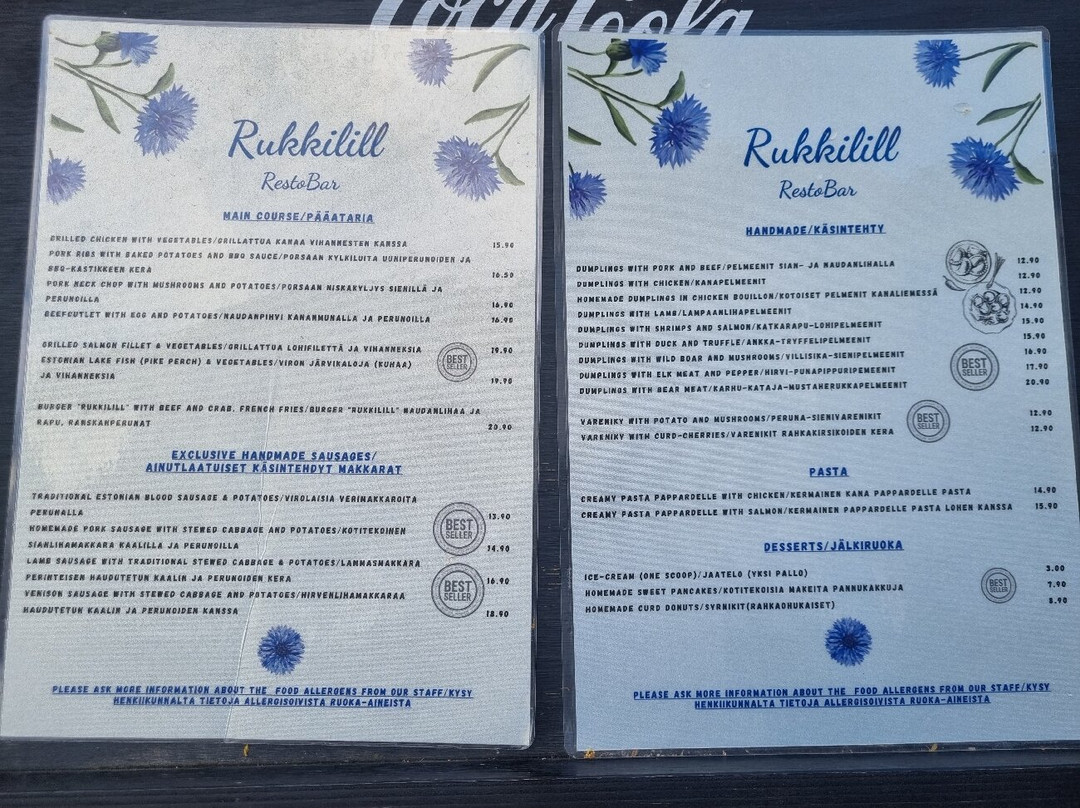 Coca Cola
Rukkilill
RestoBar
MAIN COURSE/PÄÄATARIA
GRILLED CHICKEN WITH VEGETABLES/GRILLATTUA KANAA VIHANNESTEN KANSSA 15.90
PORK RIBS WITH BAKED POTATOES AND BBQ SAUCE/PORSAAN KYLKILUITA UUNIPERUNOIDEN JA
BBQ-KASTIKKEEN KERA 16.50
PORK NECK CHOP WITH MUSHROOMS AND POTATOES/PORSAAN NISKAKYLJYS SIENILLÄ JA
PERUNOILLA 16.90
BEEFCUTLET WITH EGG AND POTATOES/NAUDANPIHVI KANANMUNALLA JA PERUNOILLA 16.90
GRILLED SALMON FILLET & VEGETABLES/GRILLATTUA LOHIFILETTÄ JA VIHANNEKSIA 19.90
ESTONIAN LAKE FISH (PIKE PERCH) & VEGETABLES/VIRON JÄRVIKALOJA (KUHAA)
JA VIHANNEKSIA 19.90
BEST
SELLER
BURGER "RUKKILILL" WITH BEEF AND CRAB, FRENCH FRIES/BURGER "RUKKILILL" NAUDANLIHAA JA
RAPU, RANSKANPERUNAT 20.90
EXCLUSIVE HANDMADE SAUSAGES/
AINUTLAATUISET KÄSINTEHDYT MAKKARAT
TRADITIONAL ESTONIAN BLOOD SAUSAGE & POTATOES/VIROLAISIA VERIMAKKAROITA
PERUNALLA 13.90
HOMEMADE PORK SAUSAGE WITH STEWED CABBAGE AND POTATOES/KOTITEKOINEN
SIANLIHAMAKKARA KAALILLA JA PERUNOILLA 14.90
BEST
SELLER
LAMB SAUSAGE WITH TRADITIONAL STEWED CABBAGE & POTATOES/LAMMASMAKKARA
PERINTEISEN HAUDUTETUN KAALIN JA PERUNOIDEN KERA 16.90
VENISON SAUSAGE WITH STEWED CABBAGE AND POTATOES/HIRVENLIHAMAKKARAA
HAUDUTETUN KAALIN JA PERUNOIDEN KANSSA 18.90
BEST
SELLER
PLEASE ASK MORE INFORMATION ABOUT THE FOOD ALLERGENS FROM OUR STAFF/KYSY
HENKIIKUNNALTA TIETOJA ALLERGISOIVISTA RUOKA-AINEISTA
Rukkilill
RestoBar
HANDMADE/KÄSINTEHTY
DUMPLINGS WITH PORK AND BEEF/PELMEENIT SIAN- JA NAUDANLIHALLA 12.90
DUMPLINGS WITH CHICKEN/KANAPELMEENIT 12.90
HOMEMADE DUMPLINGS IN CHICKEN BOUILLON/KOTOISET PELMENIT KANALIEMESSÄ 12.90
DUMPLINGS WITH LAMB/LAMPAANLIHAPELMEENIT 14.90
DUMPLINGS WITH SHRIMPS AND SALMON/KATKARAPU-LOHIPELMEENIT 15.90
DUMPLINGS WITH DUCK AND TRUFFLE/ANKKA-TRYFFELIPELMEENIT 15.90
DUMPLINGS WITH WILD BOAR AND MUSHROOMS/VILLISIKA-SIENIPELMEENIT 16.90
DUMPLINGS WITH ELK MEAT AND PEPPER/HIRVI-PUNAPIPPURIPEMEENIT 17.90
DUMPLINGS WITH BEAR MEAT/KARHU-KATAJA-MUSTAHERUKKAPELMEENIT 20.90
BEST
SELLER
VARENIKY WITH POTATO AND MUSHROOMS/PERUNA-SIENIVARENIKIT 12.90
VARENIKY WITH CURD-CHERRIES/VARENIKIT RAHKAKIRSIKOIDEN KERA 12.90
BEST
SELLER
PASTA
CREAMY PASTA PAPPARDELLE WITH CHICKEN/KERMAINEN KANA PAPPARDELLE PASTA 14.90
CREAMY PASTA PAPPARDELLE WITH SALMON/KERMAINEN PAPPARDELLE PASTA LOHEN KANSSA 15.90
DESSERTS/JÄLKIRUOKA
ICE-CREAM (ONE SCOOP)/JAATELO (YKSI PALLO) 3.00
HOMEMADE SWEET PANCAKES/KOTITEKOISIA MAKEITA PANNUKAKKUJA 7.90
HOMEMADE CURD DONUTS/SYRNIKIT(RAHKAOHUKAISET) 8.90
BEST
SELLER
PLEASE ASK MORE INFORMATION ABOUT THE FOOD ALLERGENS FROM OUR STAFF/KYSY
HENKIIKUNNALTA TIETOJA ALLERGISOIVISTA RUOKA-AINEISTA